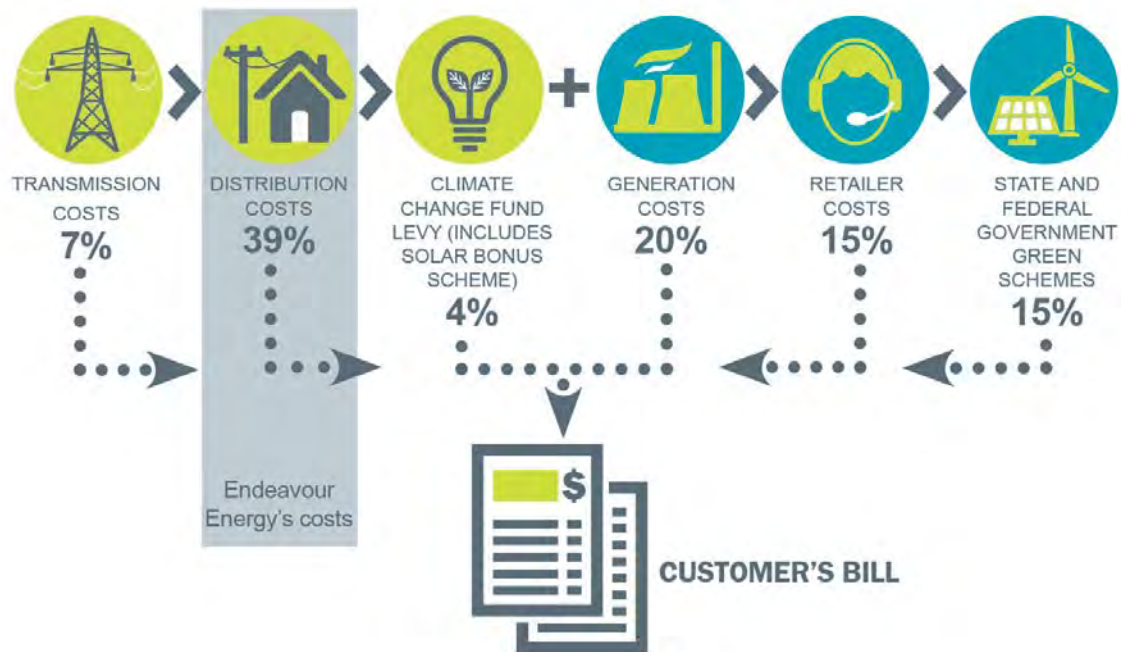 TRANSMISSION
COSTS
7%
DISTRIBUTION
COSTS
39%
CLIMATE
CHANGE FUND
LEVY (INCLUDES
SOLAR BONUS
SCHEME)
4%
GENERATION
COSTS
20%
RETAILER
COSTS
15%
STATE AND
FEDERAL
GOVERNMENT
GREEN
SCHEMES
15%
Endeavour
Energy's costs
$
CUSTOMER'S BILL